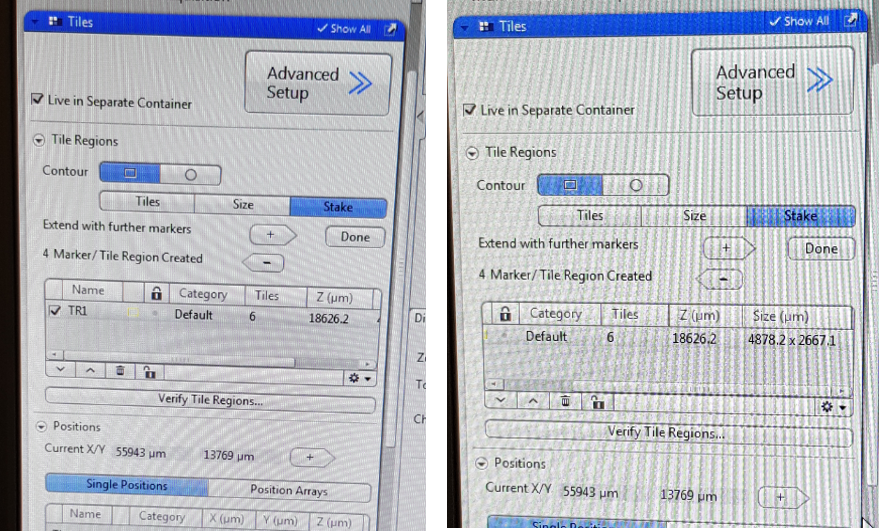 Tiles
Show All
Advanced
Setup
Live in Separate Container
Tile Regions
Contour
Tiles Size Stake
Extend with further markers + Done
4 Marker/ Tile Region Created -
Name Category Tiles Z (µm)
TR1 Default 6 18626.2
Verify Tile Regions...
Positions
Current X/Y 55943 µm 13769 µm +
Single Positions Position Arrays
Name Category X (µm) Y (µm) Z (µm)
Di
Ch
Tiles
Show All
Advanced
Setup
Live in Separate Container
Tile Regions
Contour
Tiles Size Stake
Extend with further markers + Done
4 Marker/ Tile Region Created -
Category Tiles Z (µm) Size (µm)
Default 6 18626.2 4878.2 x 2667.1
Verify Tile Regions...
Positions
Current X/Y 55943 µm 13769 µm +